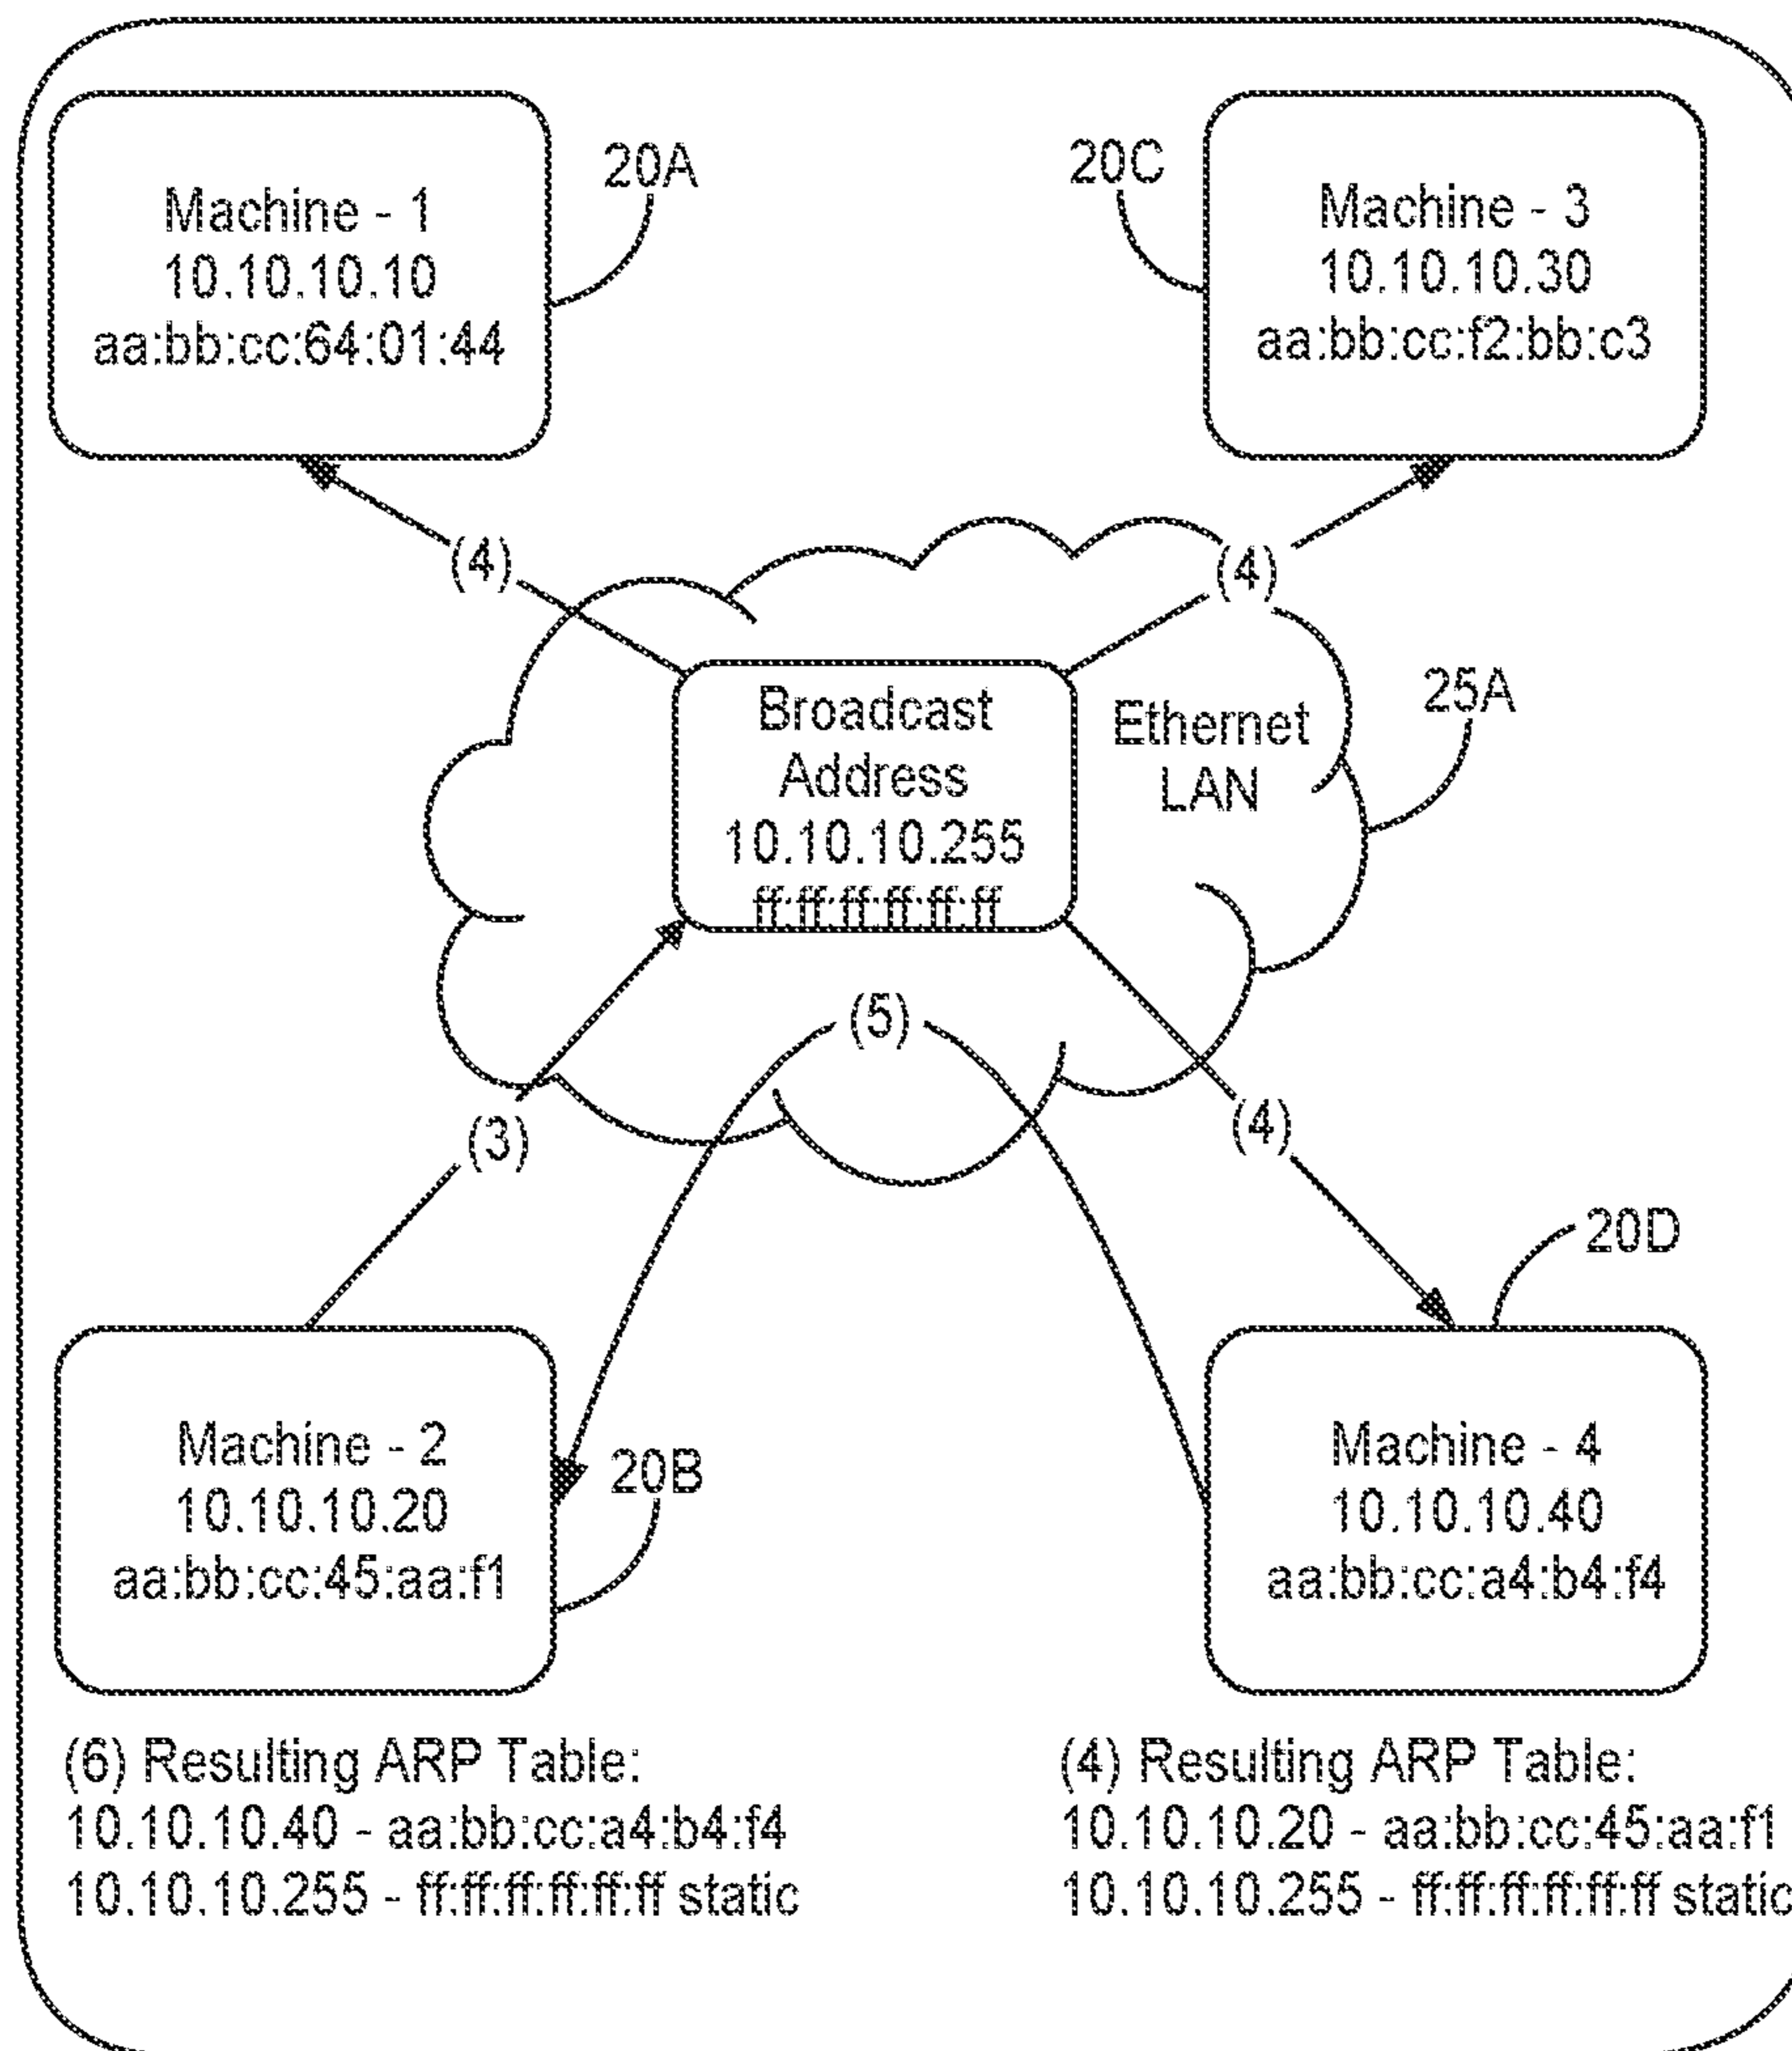 Machine - 1
10.10.10.10
aa:bb:cc:64:01:44
20A
20C
Machine - 3
10.10.10.30
aa:bb:cc:f2:bb:c3
(4)
(4)
Broadcast
Address
10.10.10.255
ff:ff:ff:ff:ff:ff
Ethernet
LAN
25A
(5)
(3)
(4)
20D
Machine - 2
10.10.10.20
aa:bb:cc:45:aa:f1
20B
Machine - 4
10.10.10.40
aa:bb:cc:a4:b4:f4
(6) Resulting ARP Table:
10.10.10.40 - aa:bb:cc:a4:b4:f4
10.10.10.255 - ff:ff:ff:ff:ff:ff static
(4) Resulting ARP Table:
10.10.10.20 - aa:bb:cc:45:aa:f1
10.10.10.255 - ff:ff:ff:ff:ff:ff static